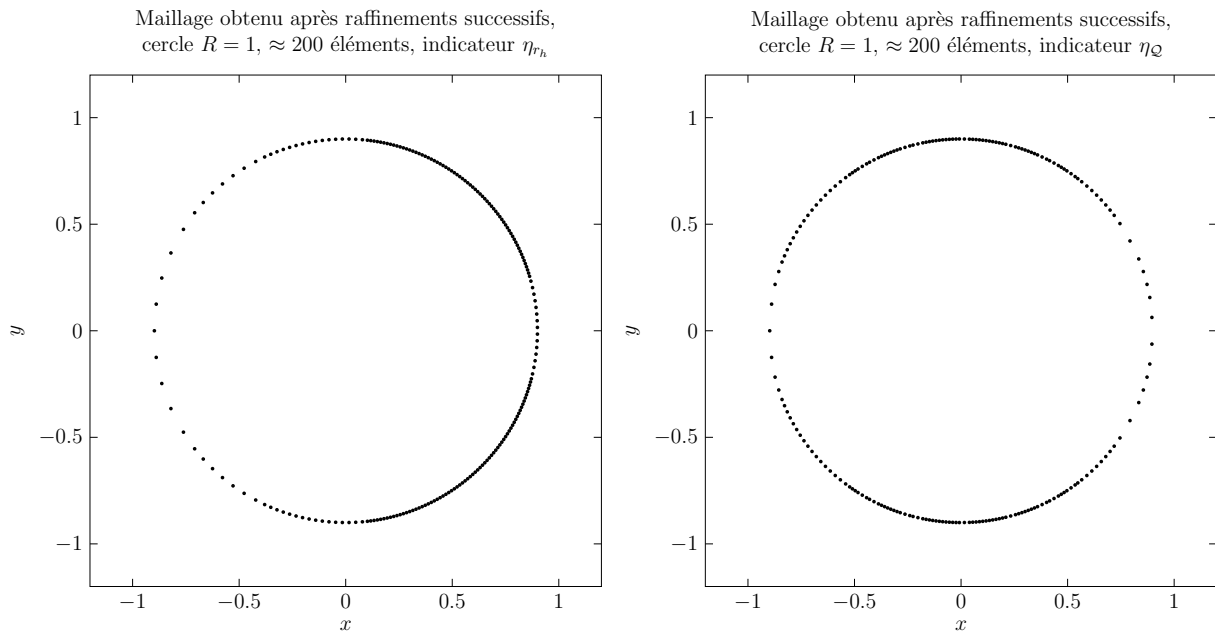 Maillage obtenu après raffinements successifs,
cercle R = 1, ≈ 200 éléments, indicateur η_{r_h}
1
0.5
0
−0.5
−1
y
−1 −0.5 0 0.5 1
x
Maillage obtenu après raffinements successifs,
cercle R = 1, ≈ 200 éléments, indicateur η_𝒬
1
0.5
0
−0.5
−1
y
−1 −0.5 0 0.5 1
x